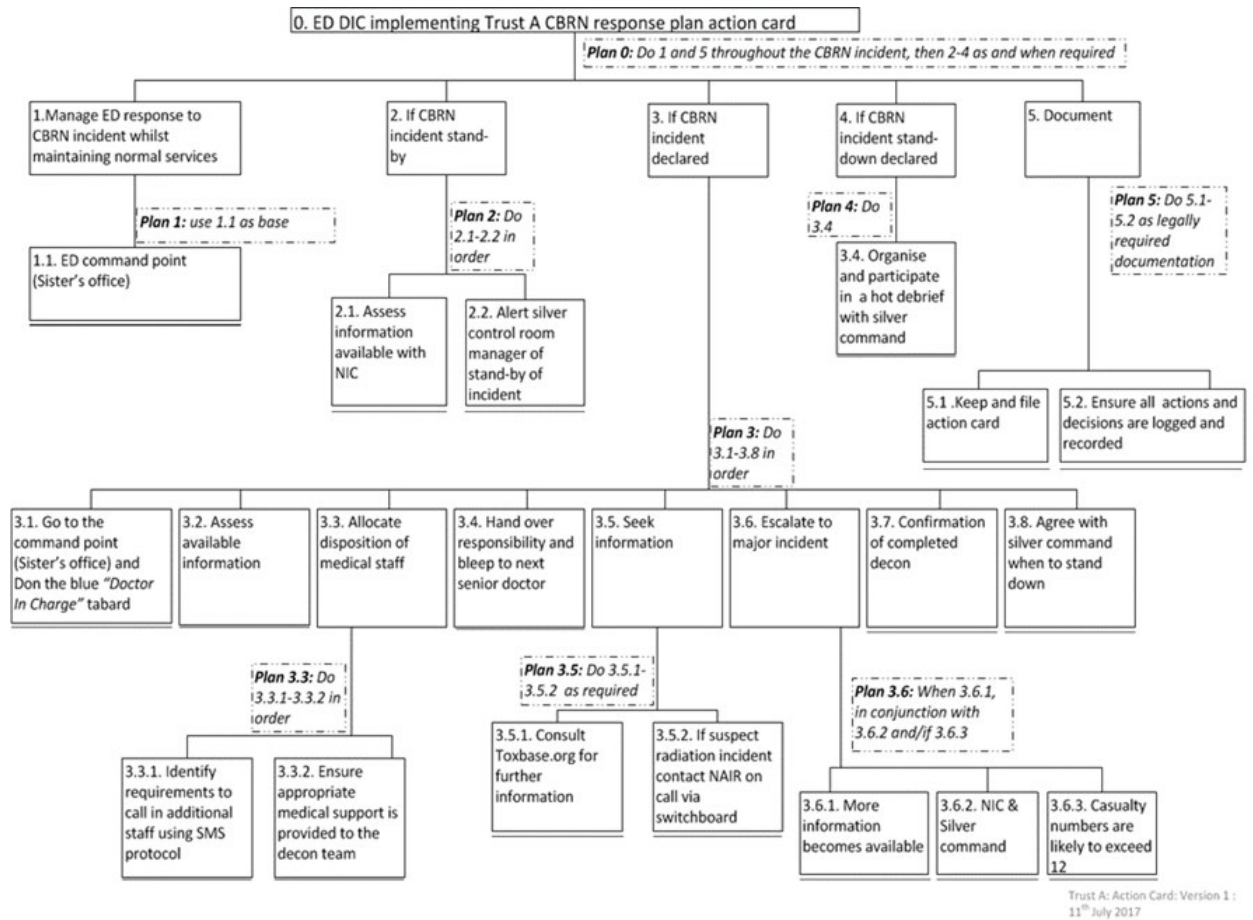 0. ED DIC implementing Trust A CBRN response plan action card
Plan 0: Do 1 and 5 throughout the CBRN incident, then 2-4 as and when required
1.Manage ED response to
CBRN incident whilst
maintaining normal services
2. If CBRN
incident stand-
by
3. If CBRN
incident
declared
4. If CBRN
incident stand-
down declared
5. Document
Plan 1: use 1.1 as base
Plan 2: Do
2.1-2.2 in
order
Plan 4: Do
3.4
Plan 5: Do 5.1-
5.2 as legally
required
documentation
1.1. ED command point
(Sister's office)
2.1. Assess
information
available with
NIC
2.2. Alert silver
control room
manager of
stand-by of
incident
3.4. Organise
and participate
in a hot debrief
with silver
command
5.1 .Keep and file
action card
5.2. Ensure all actions and
decisions are logged and
recorded
Plan 3: Do
3.1-3.8 in
order
3.1. Go to the
command point
(Sister's office) and
Don the blue "Doctor
In Charge" tabard
3.2. Assess
available
information
3.3. Allocate
disposition of
medical staff
3.4. Hand over
responsibility and
bleep to next
senior doctor
3.5. Seek
information
3.6. Escalate to
major incident
3.7. Confirmation
of completed
decon
3.8. Agree with
silver command
when to stand
down
Plan 3.3: Do
3.3.1-3.3.2 in
order
Plan 3.5: Do 3.5.1-
3.5.2 as required
Plan 3.6: When 3.6.1,
in conjunction with
3.6.2 and/if 3.6.3
3.3.1. Identify
requirements to
call in additional
staff using SMS
protocol
3.3.2. Ensure
appropriate
medical support is
provided to the
decon team
3.5.1. Consult
Toxbase.org for
further
information
3.5.2. If suspect
radiation incident
contact NAIR on
call via
switchboard
3.6.1. More
information
becomes available
3.6.2. NIC &
Silver
command
3.6.3. Casualty
numbers are
likely to exceed
12
Trust A: Action Card: Version 1 :
11th July 2017